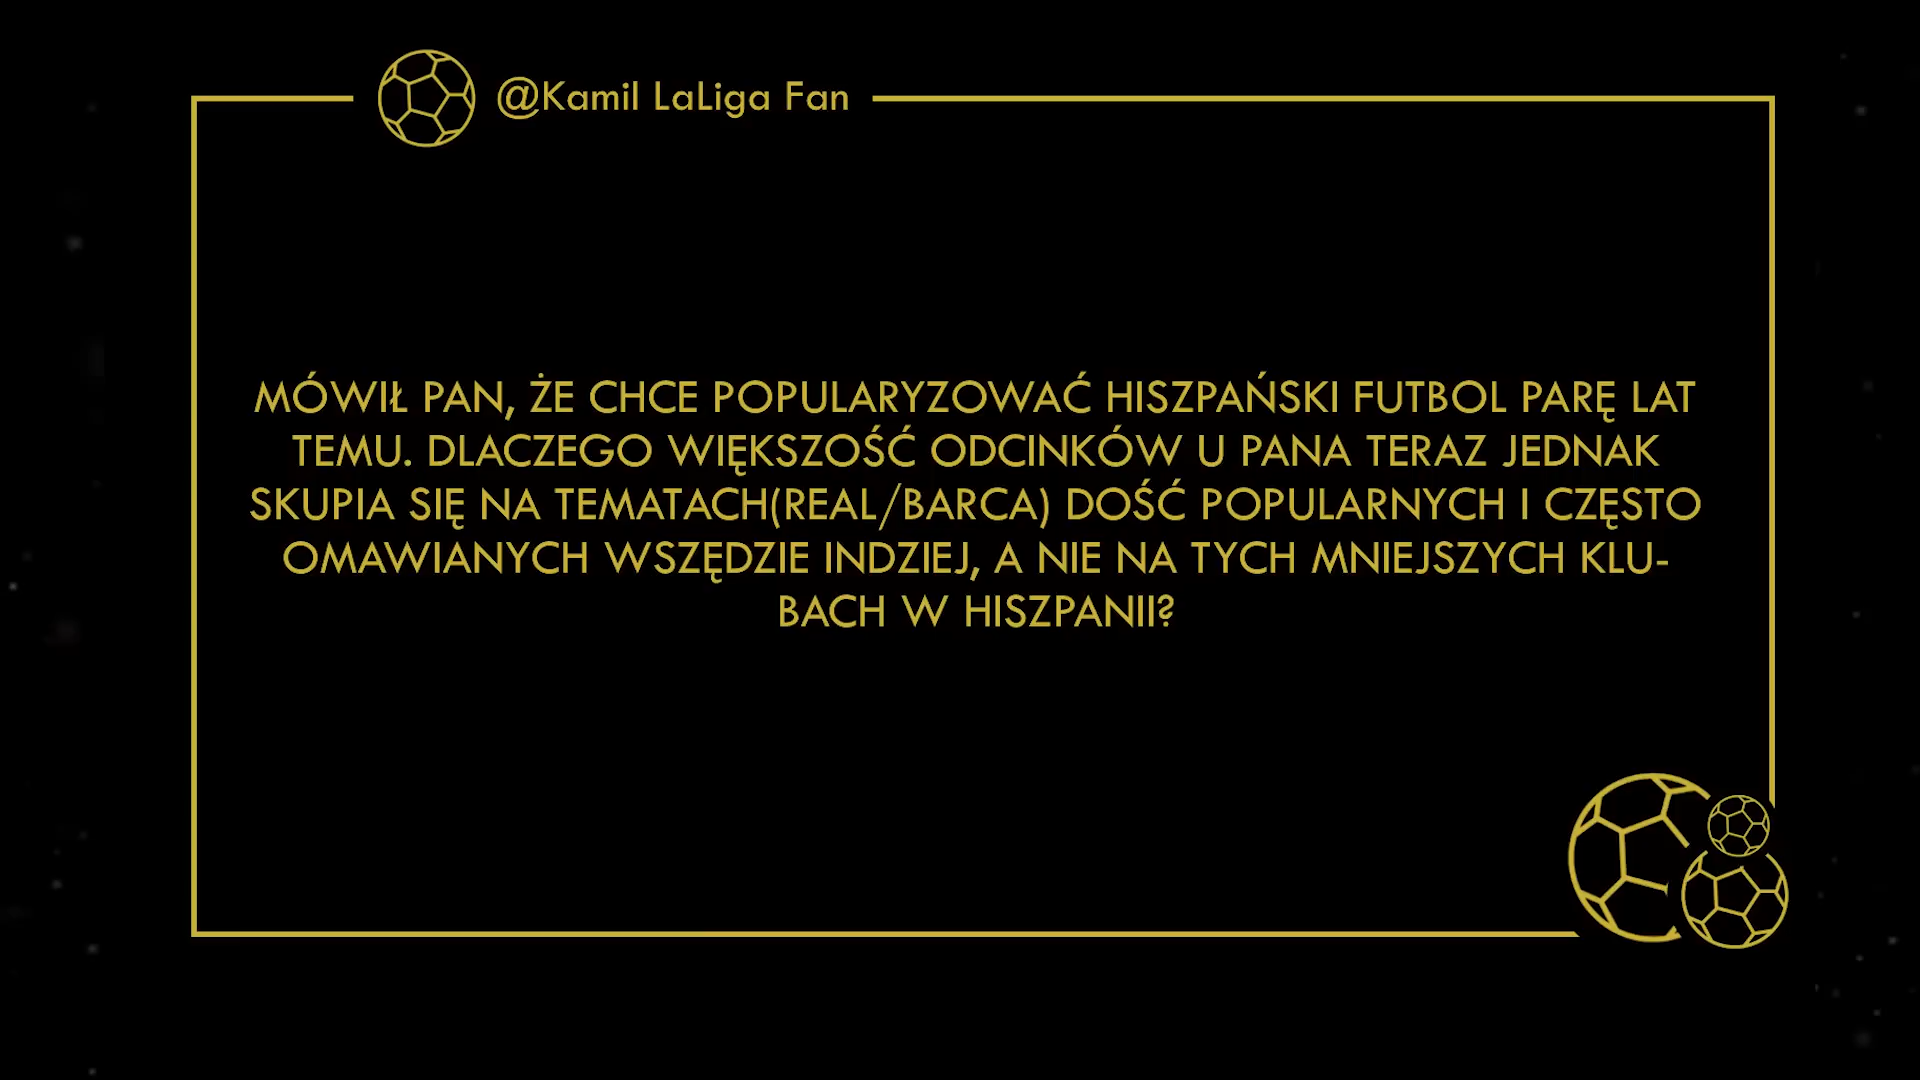 @Kamil LaLiga Fan
MÓWIŁ PAN, ŻE CHCE POPULARYZOWAĆ HISZPAŃSKI FUTBOL PARĘ LAT
TEMU. DLACZEGO WIĘKSZOŚĆ ODCINKÓW U PANA TERAZ JEDNAK
SKUPIA SIĘ NA TEMATACH(REAL/BARCA) DOŚĆ POPULARNYCH I CZĘSTO
OMAWIANYCH WSZĘDZIE INDZIEJ, A NIE NA TYCH MNIEJSZYCH KLU-
BACH W HISZPANII?